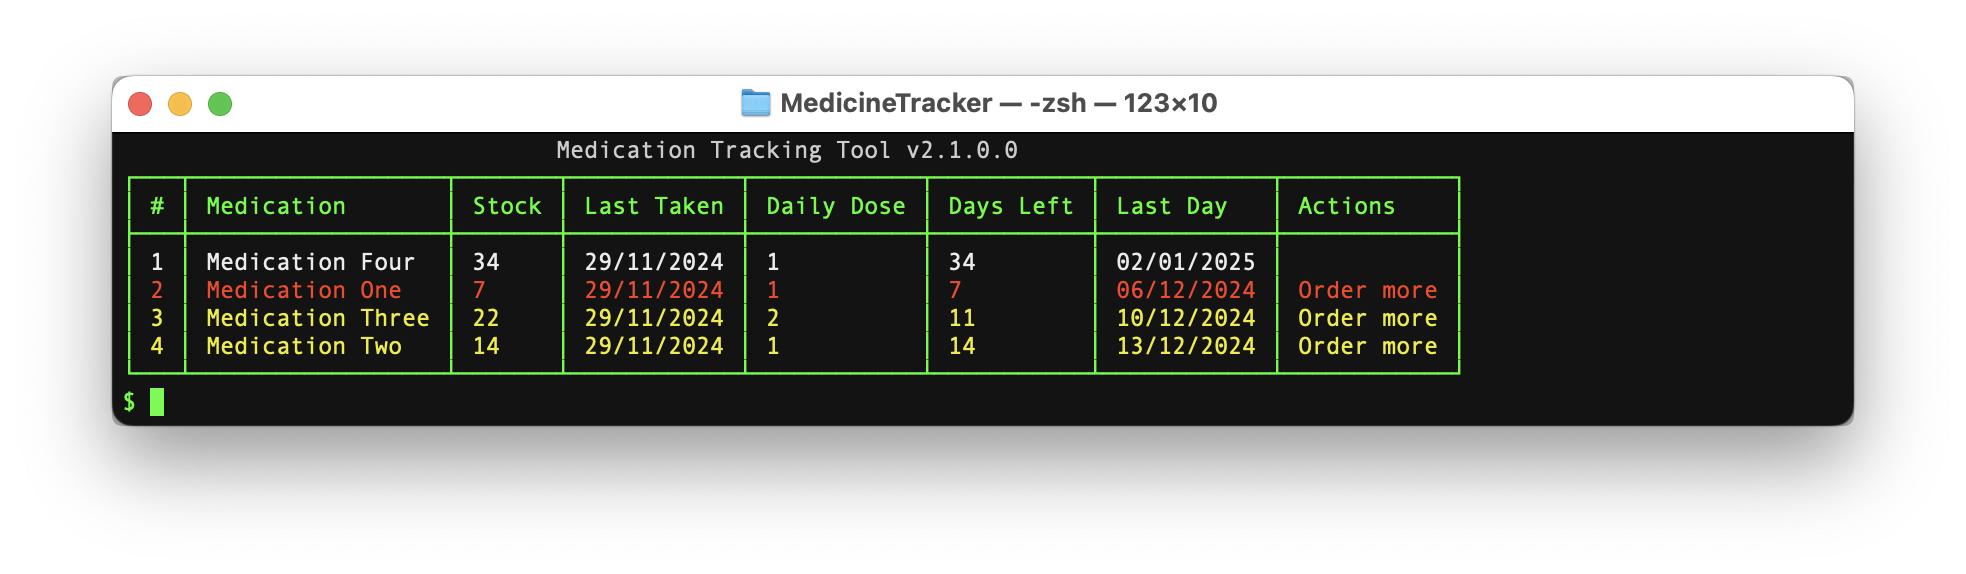 MedicineTracker — -zsh — 123×10
Medication Tracking Tool v2.1.0.0
# Medication Stock Last Taken Daily Dose Days Left Last Day Actions
1 Medication Four 34 29/11/2024 1 34 02/01/2025
2 Medication One 7 29/11/2024 1 7 06/12/2024 Order more
3 Medication Three 22 29/11/2024 2 11 10/12/2024 Order more
4 Medication Two 14 29/11/2024 1 14 13/12/2024 Order more
$